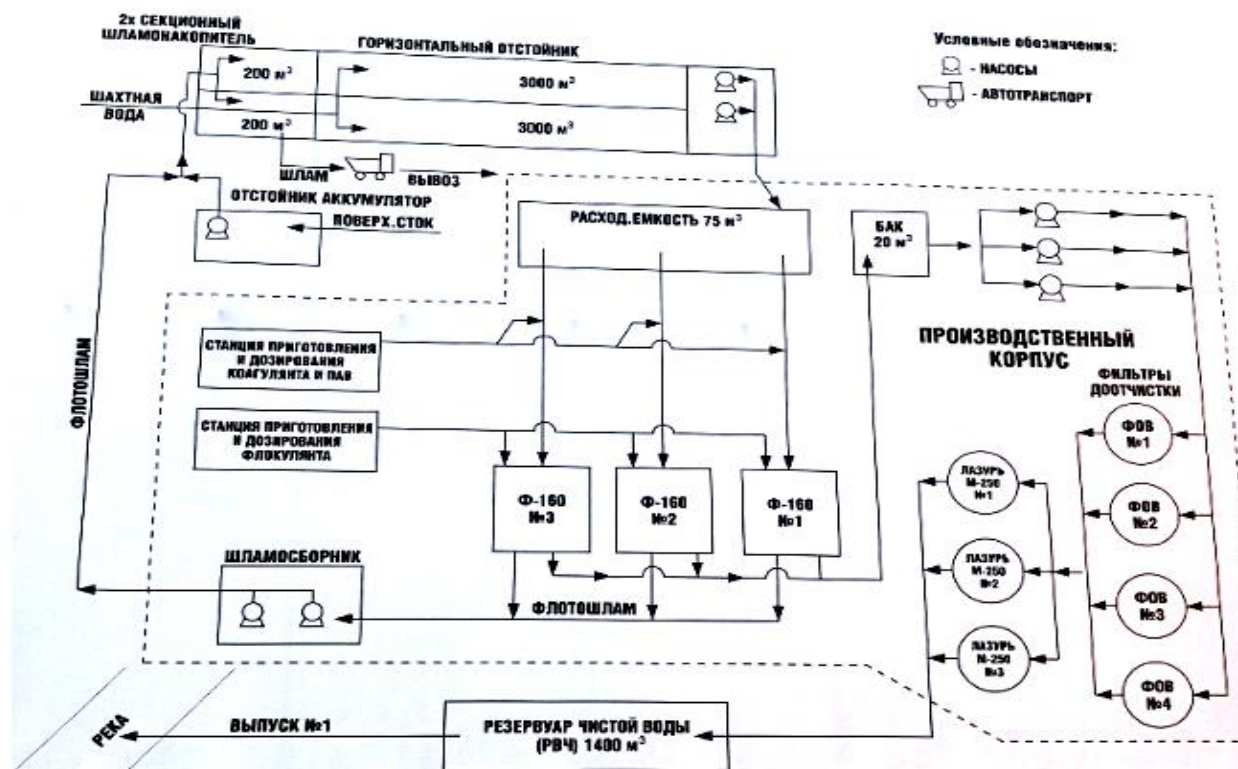 2х СЕКЦИОННЫЙ
ШЛАМОНАКОПИТЕЛЬ
ГОРИЗОНТАЛЬНЫЙ ОТСТОЙНИК
Условные обозначения:
- НАСОСЫ
- АВТОТРАНСПОРТ
200 м³
3000 м³
ШАХТНАЯ
ВОДА
200 м³
3000 м³
ШЛАМ
ВЫВОЗ
ОТСТОЙНИК АККУМУЛЯТОР
ПОВЕРХ.СТОК
РАСХОД.ЕМКОСТЬ 75 м³
БАК
20 м³
СТАНЦИЯ ПРИГОТОВЛЕНИЯ
И ДОЗИРОВАНИЯ
КОАГУЛЯНТА И ПАВ
ПРОИЗВОДСТВЕННЫЙ
КОРПУС
ФИЛЬТРЫ
ДООТЧИСТКИ
ФЛОТОШЛАМ
СТАНЦИЯ ПРИГОТОВЛЕНИЯ
И ДОЗИРОВАНИЯ
ФЛОКУЛЯНТА
ФОВ
№1
Ф-160
№3
Ф-160
№2
Ф-160
№1
ЛАЗУРЬ
М-250
№1
ФОВ
№2
ШЛАМОСБОРНИК
ЛАЗУРЬ
М-250
№2
ФОВ
№3
ФЛОТОШЛАМ
ЛАЗУРЬ
М-250
№3
ФОВ
№4
РЕКА
ВЫПУСК №1
РЕЗЕРВУАР ЧИСТОЙ ВОДЫ
(РВЧ) 1400 м³